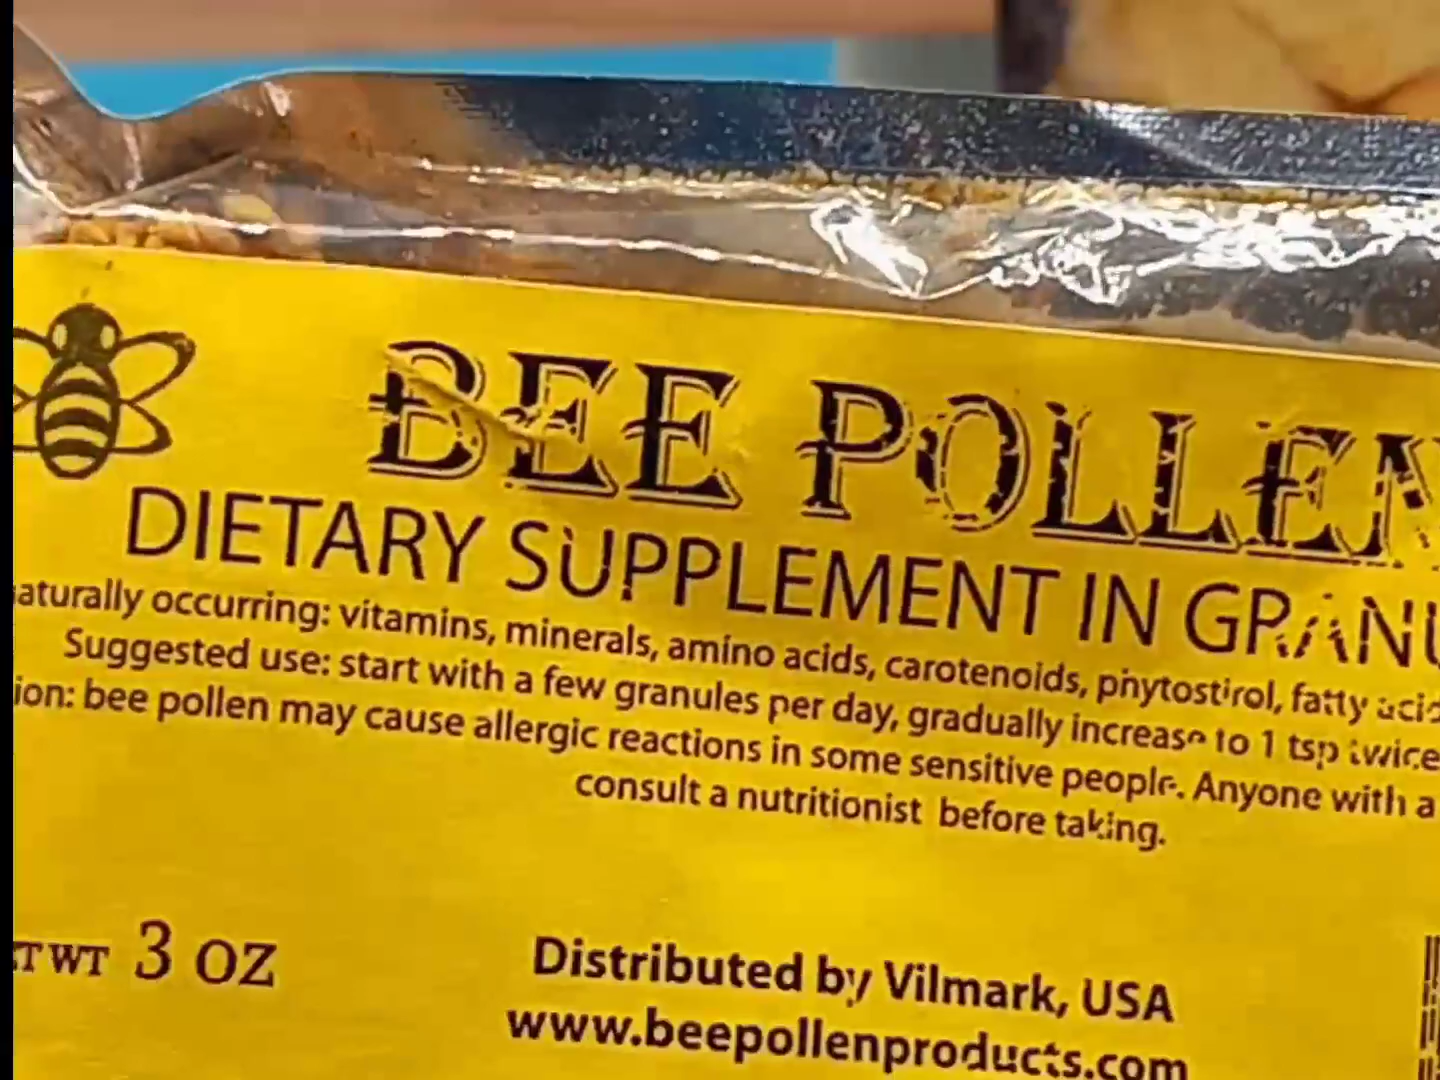 BEE POLLEN
DIETARY SUPPLEMENT IN GRANU
aturally occurring: vitamins, minerals, amino acids, carotenoids, phytostirol, fatty acid
Suggested use: start with a few granules per day, gradually increase to 1 tsp twice
ion: bee pollen may cause allergic reactions in some sensitive people. Anyone with a
consult a nutritionist before taking.
T WT 3 OZ
Distributed by Vilmark, USA
www.beepollenproducts.com